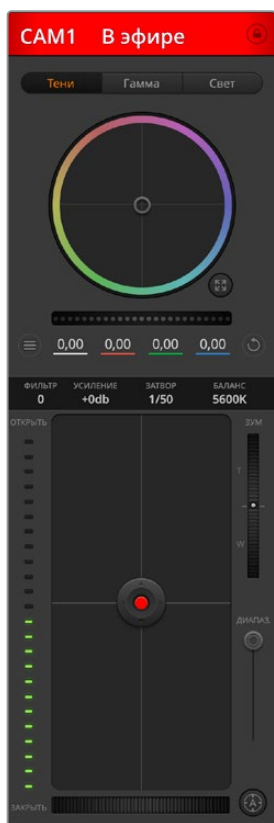 CAM1 В эфире
Тени Гамма Свет
0,00 0,00 0,00 0,00
ФИЛЬТР УСИЛЕНИЕ ЗАТВОР БАЛАНС
0 +0db 1/50 5600K
ОТКРЫТЬ ЗУМ
T
W
ДИАПАЗ.
ЗАКРЫТЬ A